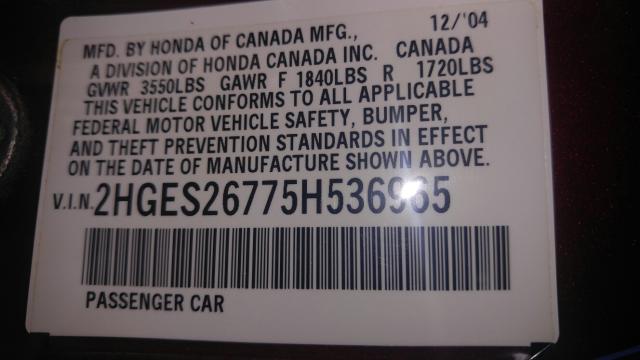 12/'04
MFD. BY HONDA OF CANADA MFG.,
A DIVISION OF HONDA CANADA INC. CANADA
GVWR 3550LBS GAWR F 1840LBS R 1720LBS
THIS VEHICLE CONFORMS TO ALL APPLICABLE
FEDERAL MOTOR VEHICLE SAFETY, BUMPER,
AND THEFT PREVENTION STANDARDS IN EFFECT
ON THE DATE OF MANUFACTURE SHOWN ABOVE.
V.I.N. 2HGES26775H536965
PASSENGER CAR